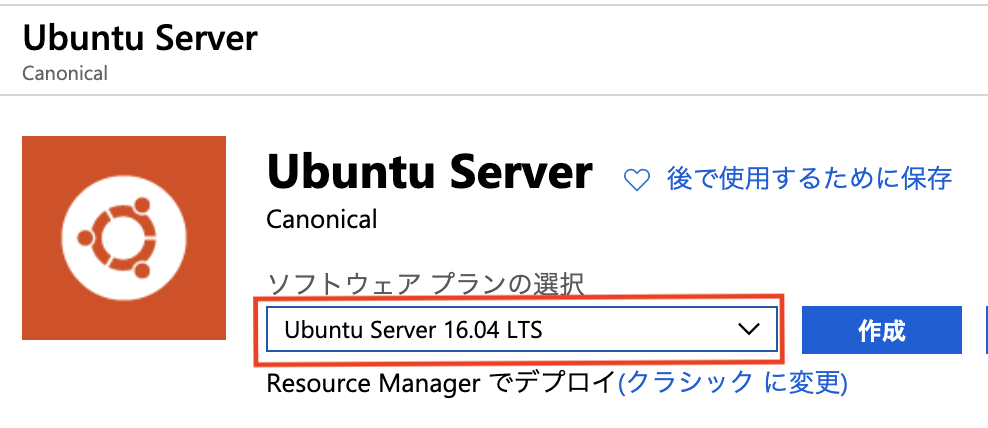 Ubuntu Server
Canonical
Ubuntu Server
後で使用するために保存
Canonical
ソフトウェア プランの選択
Ubuntu Server 16.04 LTS
作成
Resource Manager でデプロイ(クラシック に変更)